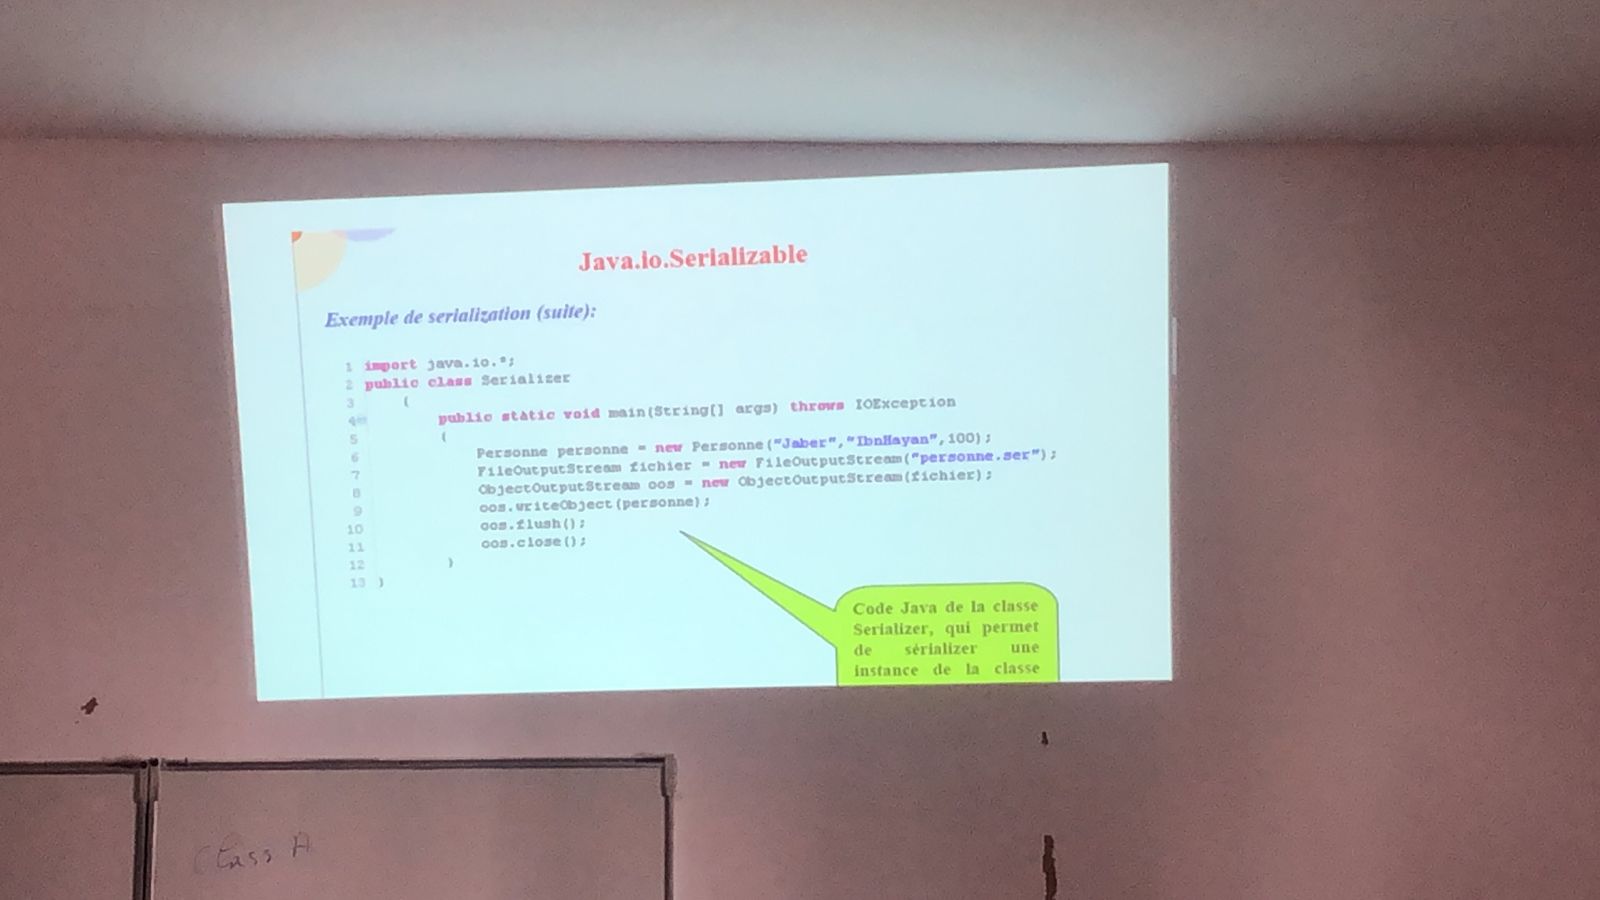 Java.io.Serializable
Exemple de serialization (suite):
1 import java.io.*;
2 public class Serializer
3 {
4 public static void main(String[] args) throws IOException
5 {
6 Personne personne = new Personne("Jaber","IbnHayan",100);
7 FileOutputStream fichier = new FileOutputStream("personne.ser");
8 ObjectOutputStream oos = new ObjectOutputStream(fichier);
9 oos.writeObject(personne);
10 oos.flush();
11 oos.close();
12 }
13 }
Code Java de la classe
Serializer, qui permet
de sérializer une
instance de la classe
Class A